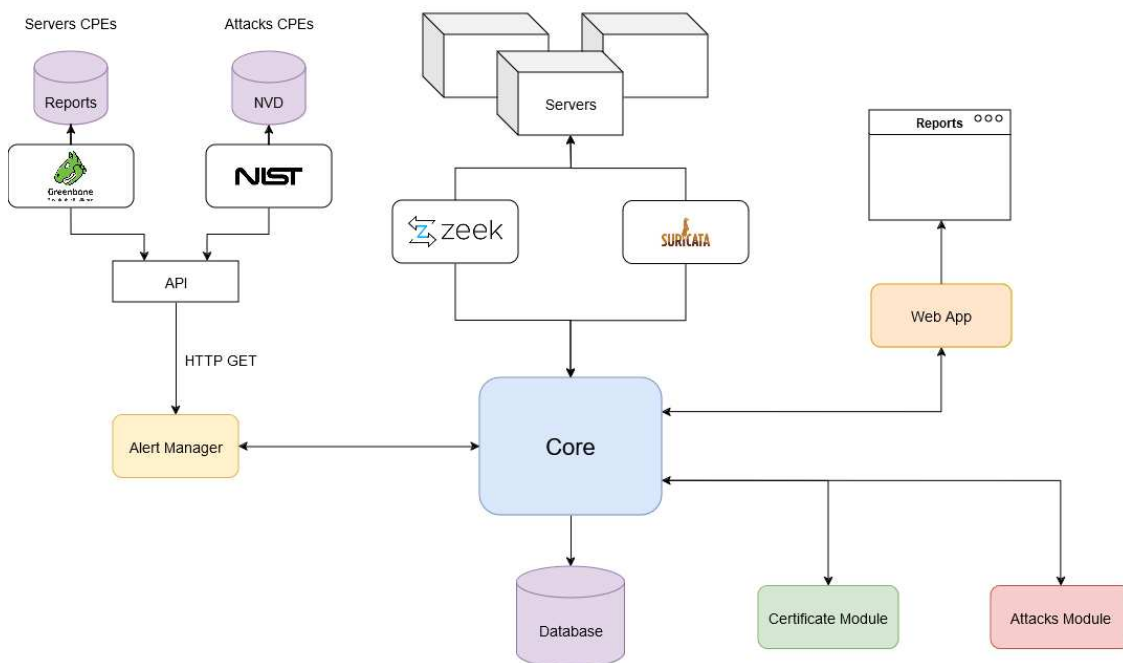 Servers CPEs
Attacks CPEs
Reports
NVD
Servers
Reports
Greenbone
NIST
zeek
SURICATA
API
Web App
HTTP GET
Alert Manager
Core
Database
Certificate Module
Attacks Module